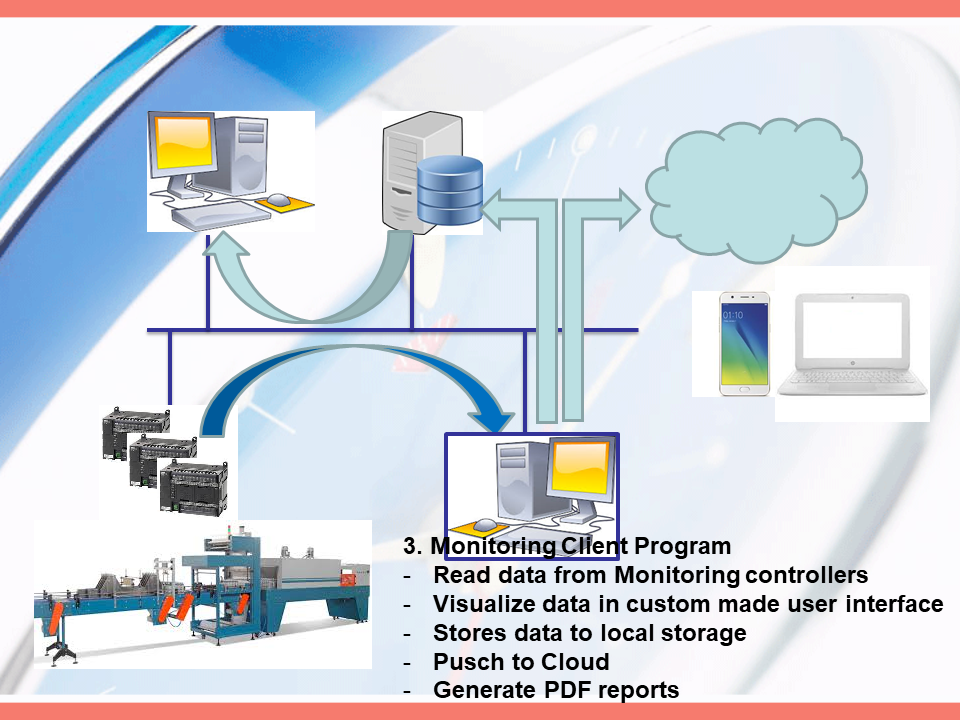 01:10
3. Monitoring Client Program
- Read data from Monitoring controllers
- Visualize data in custom made user interface
- Stores data to local storage
- Pusch to Cloud
- Generate PDF reports